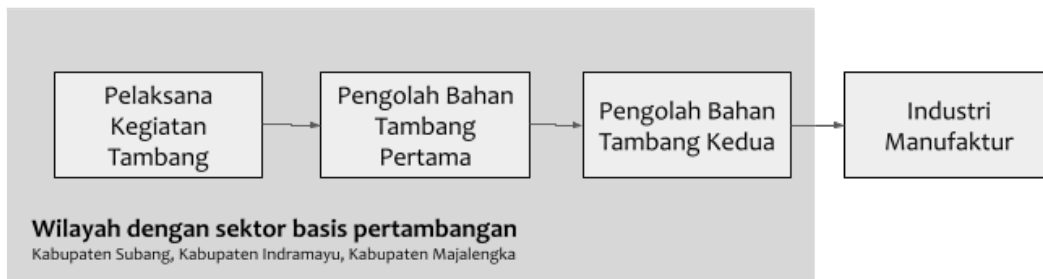 Pelaksana
Kegiatan
Tambang
Pengolah Bahan
Tambang
Pertama
Pengolah Bahan
Tambang Kedua
Industri
Manufaktur
Wilayah dengan sektor basis pertambangan
Kabupaten Subang, Kabupaten Indramayu, Kabupaten Majalengka